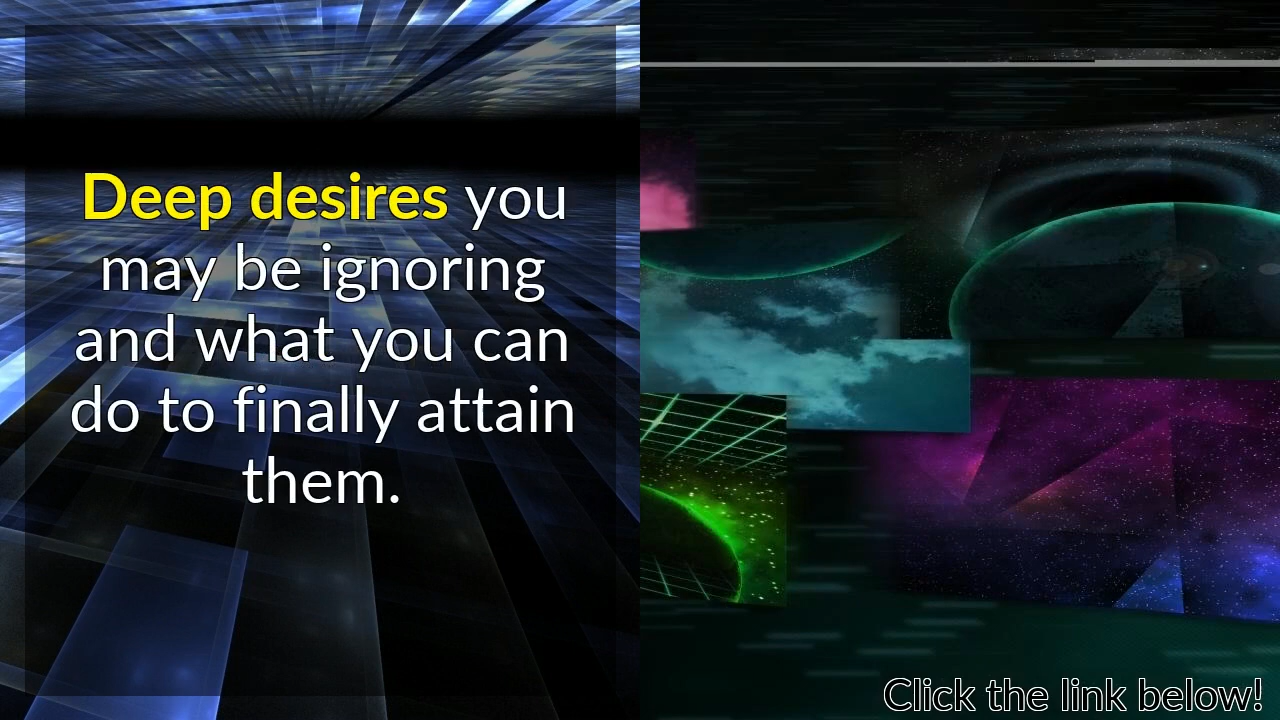 Deep desires you
may be ignoring
and what you can
do to finally attain
them.
Click the link below!